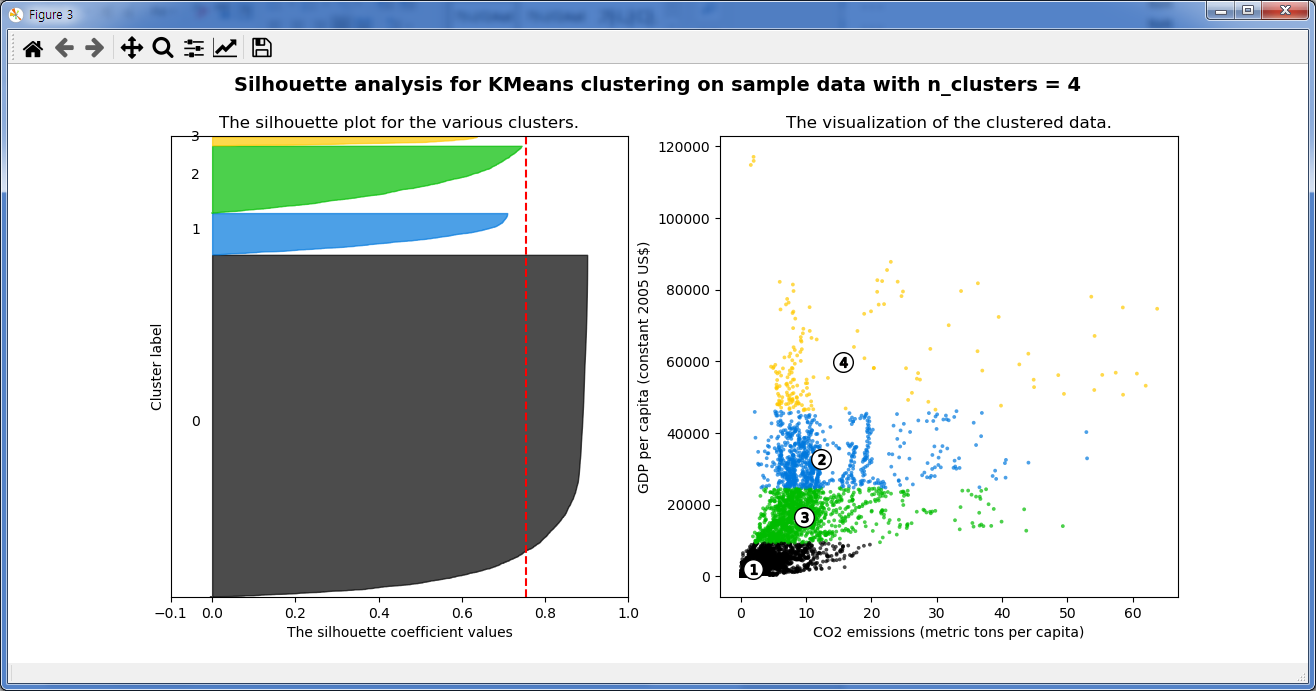 Figure 3
Silhouette analysis for KMeans clustering on sample data with n_clusters = 4
The silhouette plot for the various clusters.
3
2
1
0
Cluster label
−0.1 0.0 0.2 0.4 0.6 0.8 1.0
The silhouette coefficient values
The visualization of the clustered data.
120000
100000
80000
60000
40000
20000
0
GDP per capita (constant 2005 US$)
4
2
3
1
0 10 20 30 40 50 60
CO2 emissions (metric tons per capita)